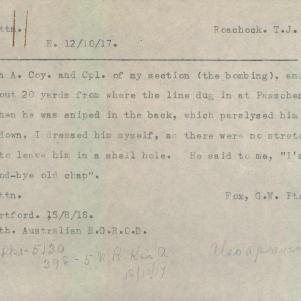 ttn. Roachock. T.J.
K. 12/10/17.
n A. Coy. and Cpl. of my section (the bombing), an
out 20 yards from where the line dug in at Passchen
hen he was sniped in the back, which paralysed him
down, I dressed him myself, as there were no stret
to leave him in a shell hole. He said to me, "I'
od-bye old chap".
ttn. Fox, G.W. Pt
rtford. 15/8/18.
th. Australian B.G.R.O.D.